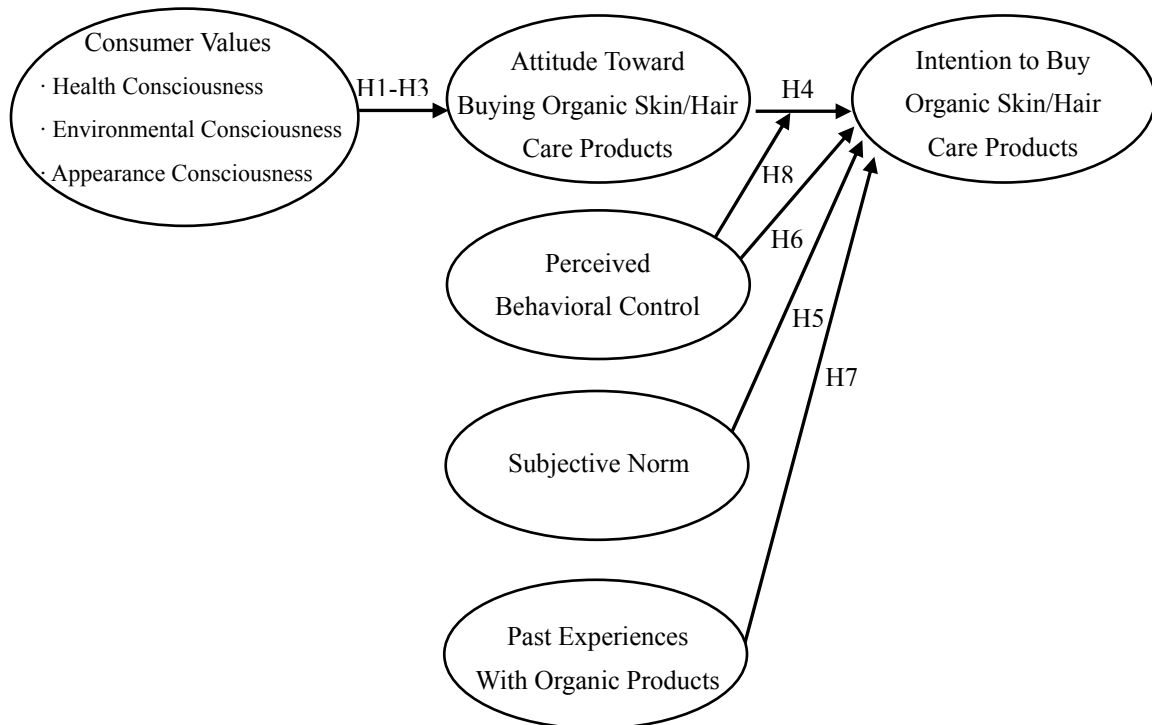 Consumer Values
· Health Consciousness
· Environmental Consciousness
· Appearance Consciousness
H1-H3
Attitude Toward
Buying Organic Skin/Hair
Care Products
H4
Intention to Buy
Organic Skin/Hair
Care Products
H8
H6
Perceived
Behavioral Control
H5
H7
Subjective Norm
Past Experiences
With Organic Products